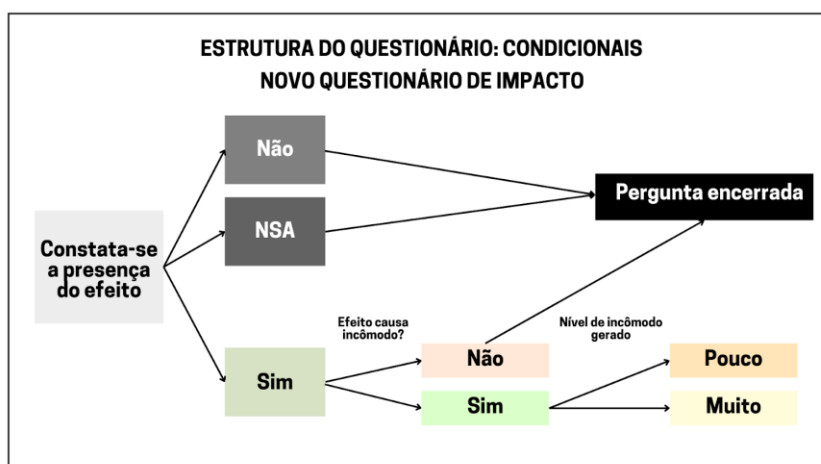 ESTRUTURA DO QUESTIONÁRIO: CONDICIONAIS
NOVO QUESTIONÁRIO DE IMPACTO
Constata-se
a presença
do efeito
Não
NSA
Sim
Efeito causa
incômodo?
Não
Sim
Nível de incômodo
gerado
Pouco
Muito
Pergunta encerrada